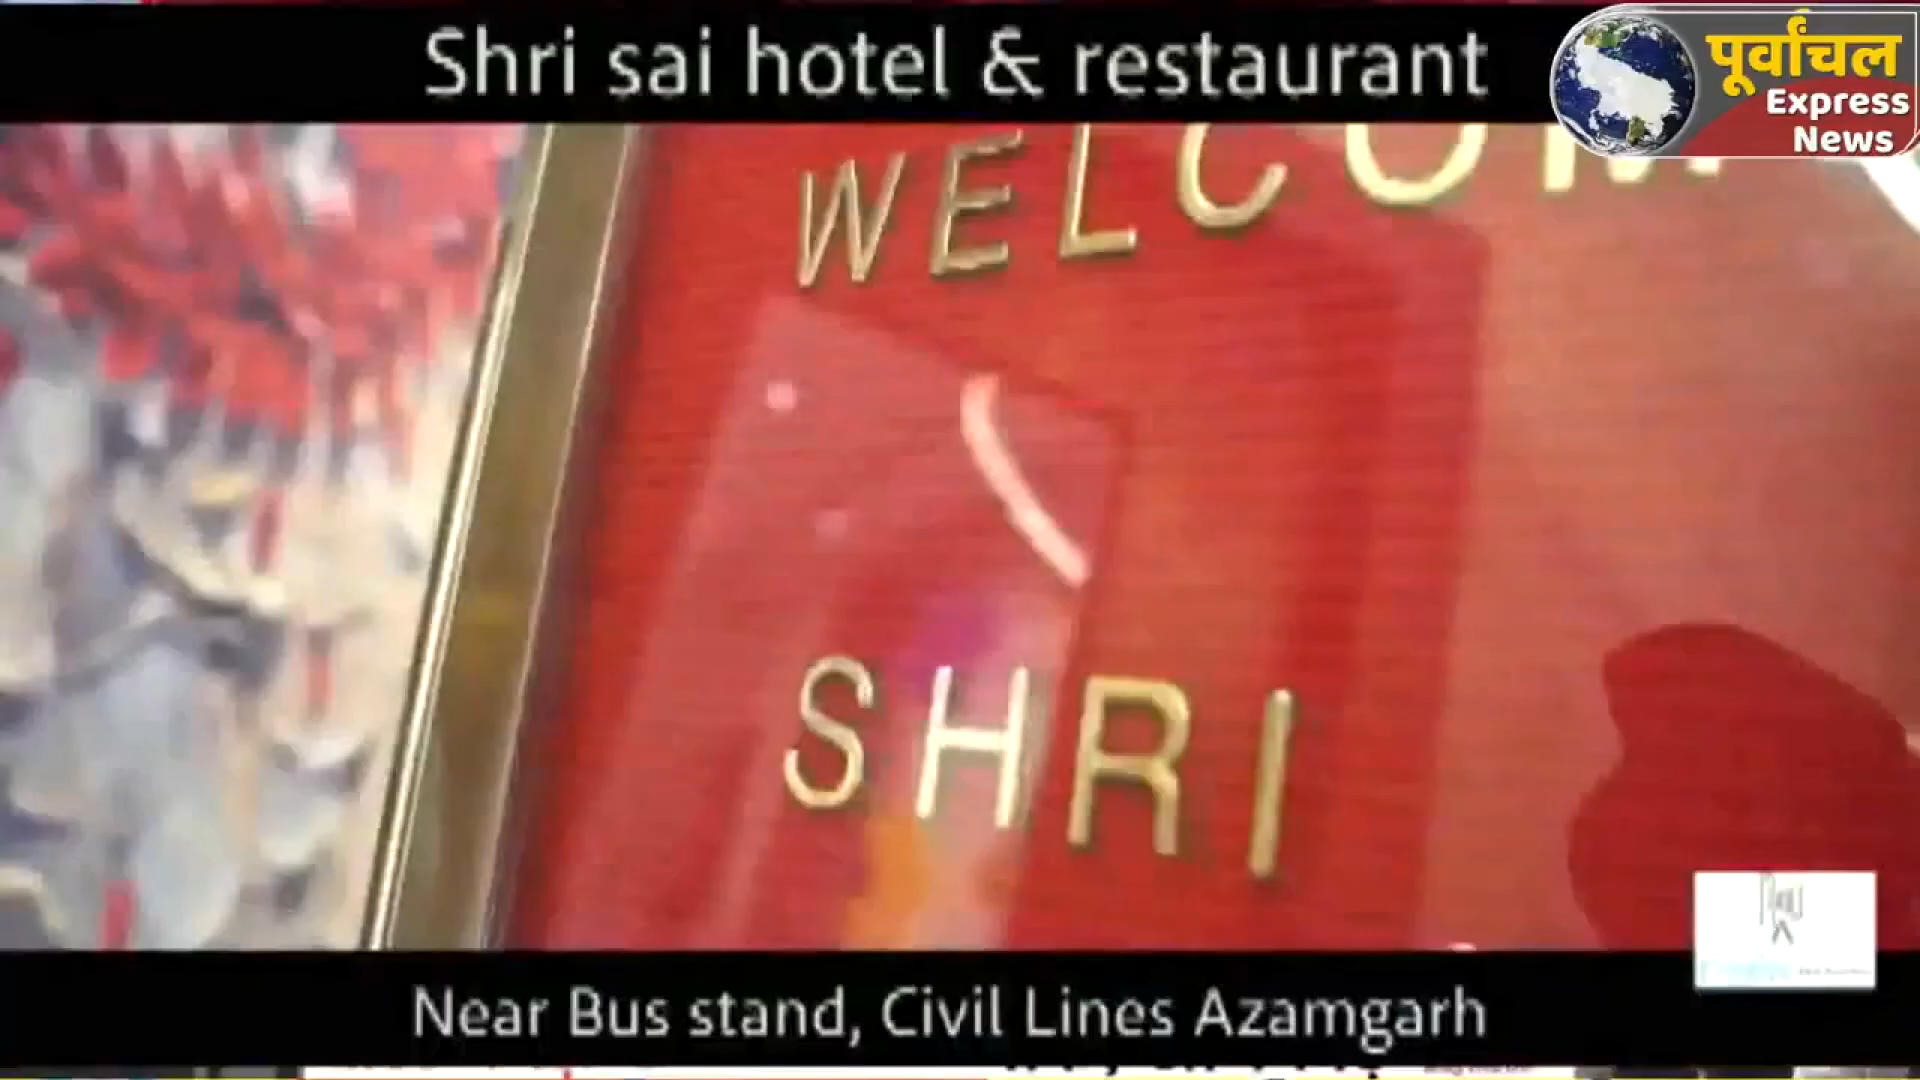 Shri sai hotel & restaurant
पूर्वांचल
Express
News
WELCOM
SHRI
Near Bus stand, Civil Lines Azamgarh